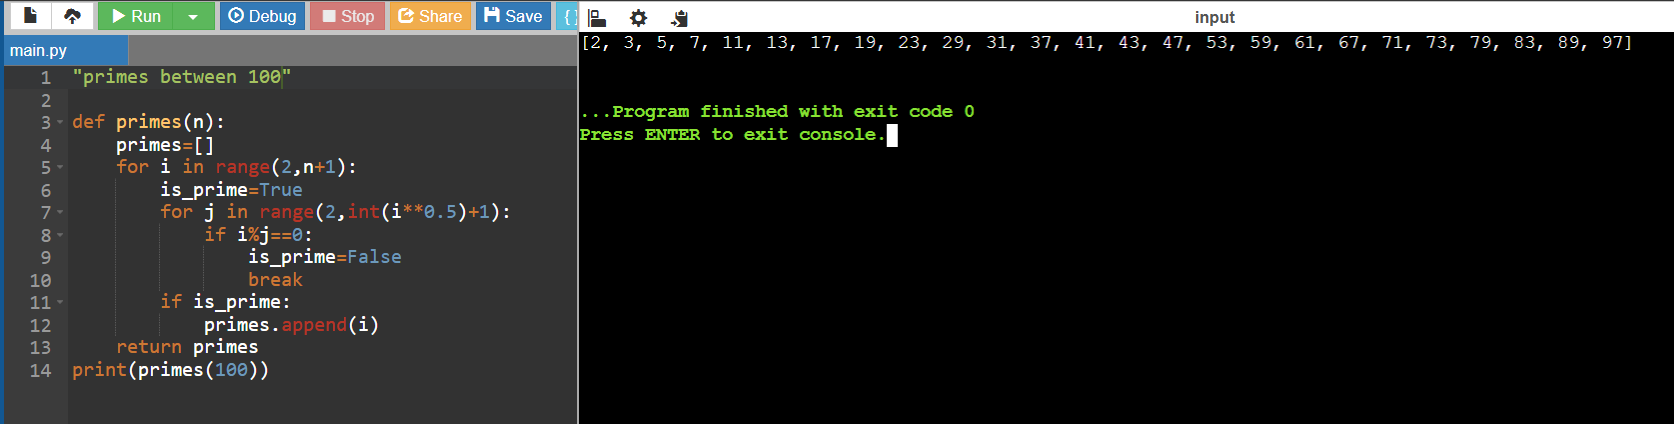 Run Debug Stop Share Save {}
main.py
1 "primes between 100"
2
3 def primes(n):
4     primes=[]
5     for i in range(2,n+1):
6         is_prime=True
7         for j in range(2,int(i**0.5)+1):
8             if i%j==0:
9                 is_prime=False
10                 break
11         if is_prime:
12             primes.append(i)
13     return primes
14 print(primes(100))
input
[2, 3, 5, 7, 11, 13, 17, 19, 23, 29, 31, 37, 41, 43, 47, 53, 59, 61, 67, 71, 73, 79, 83, 89, 97]
...Program finished with exit code 0
Press ENTER to exit console.